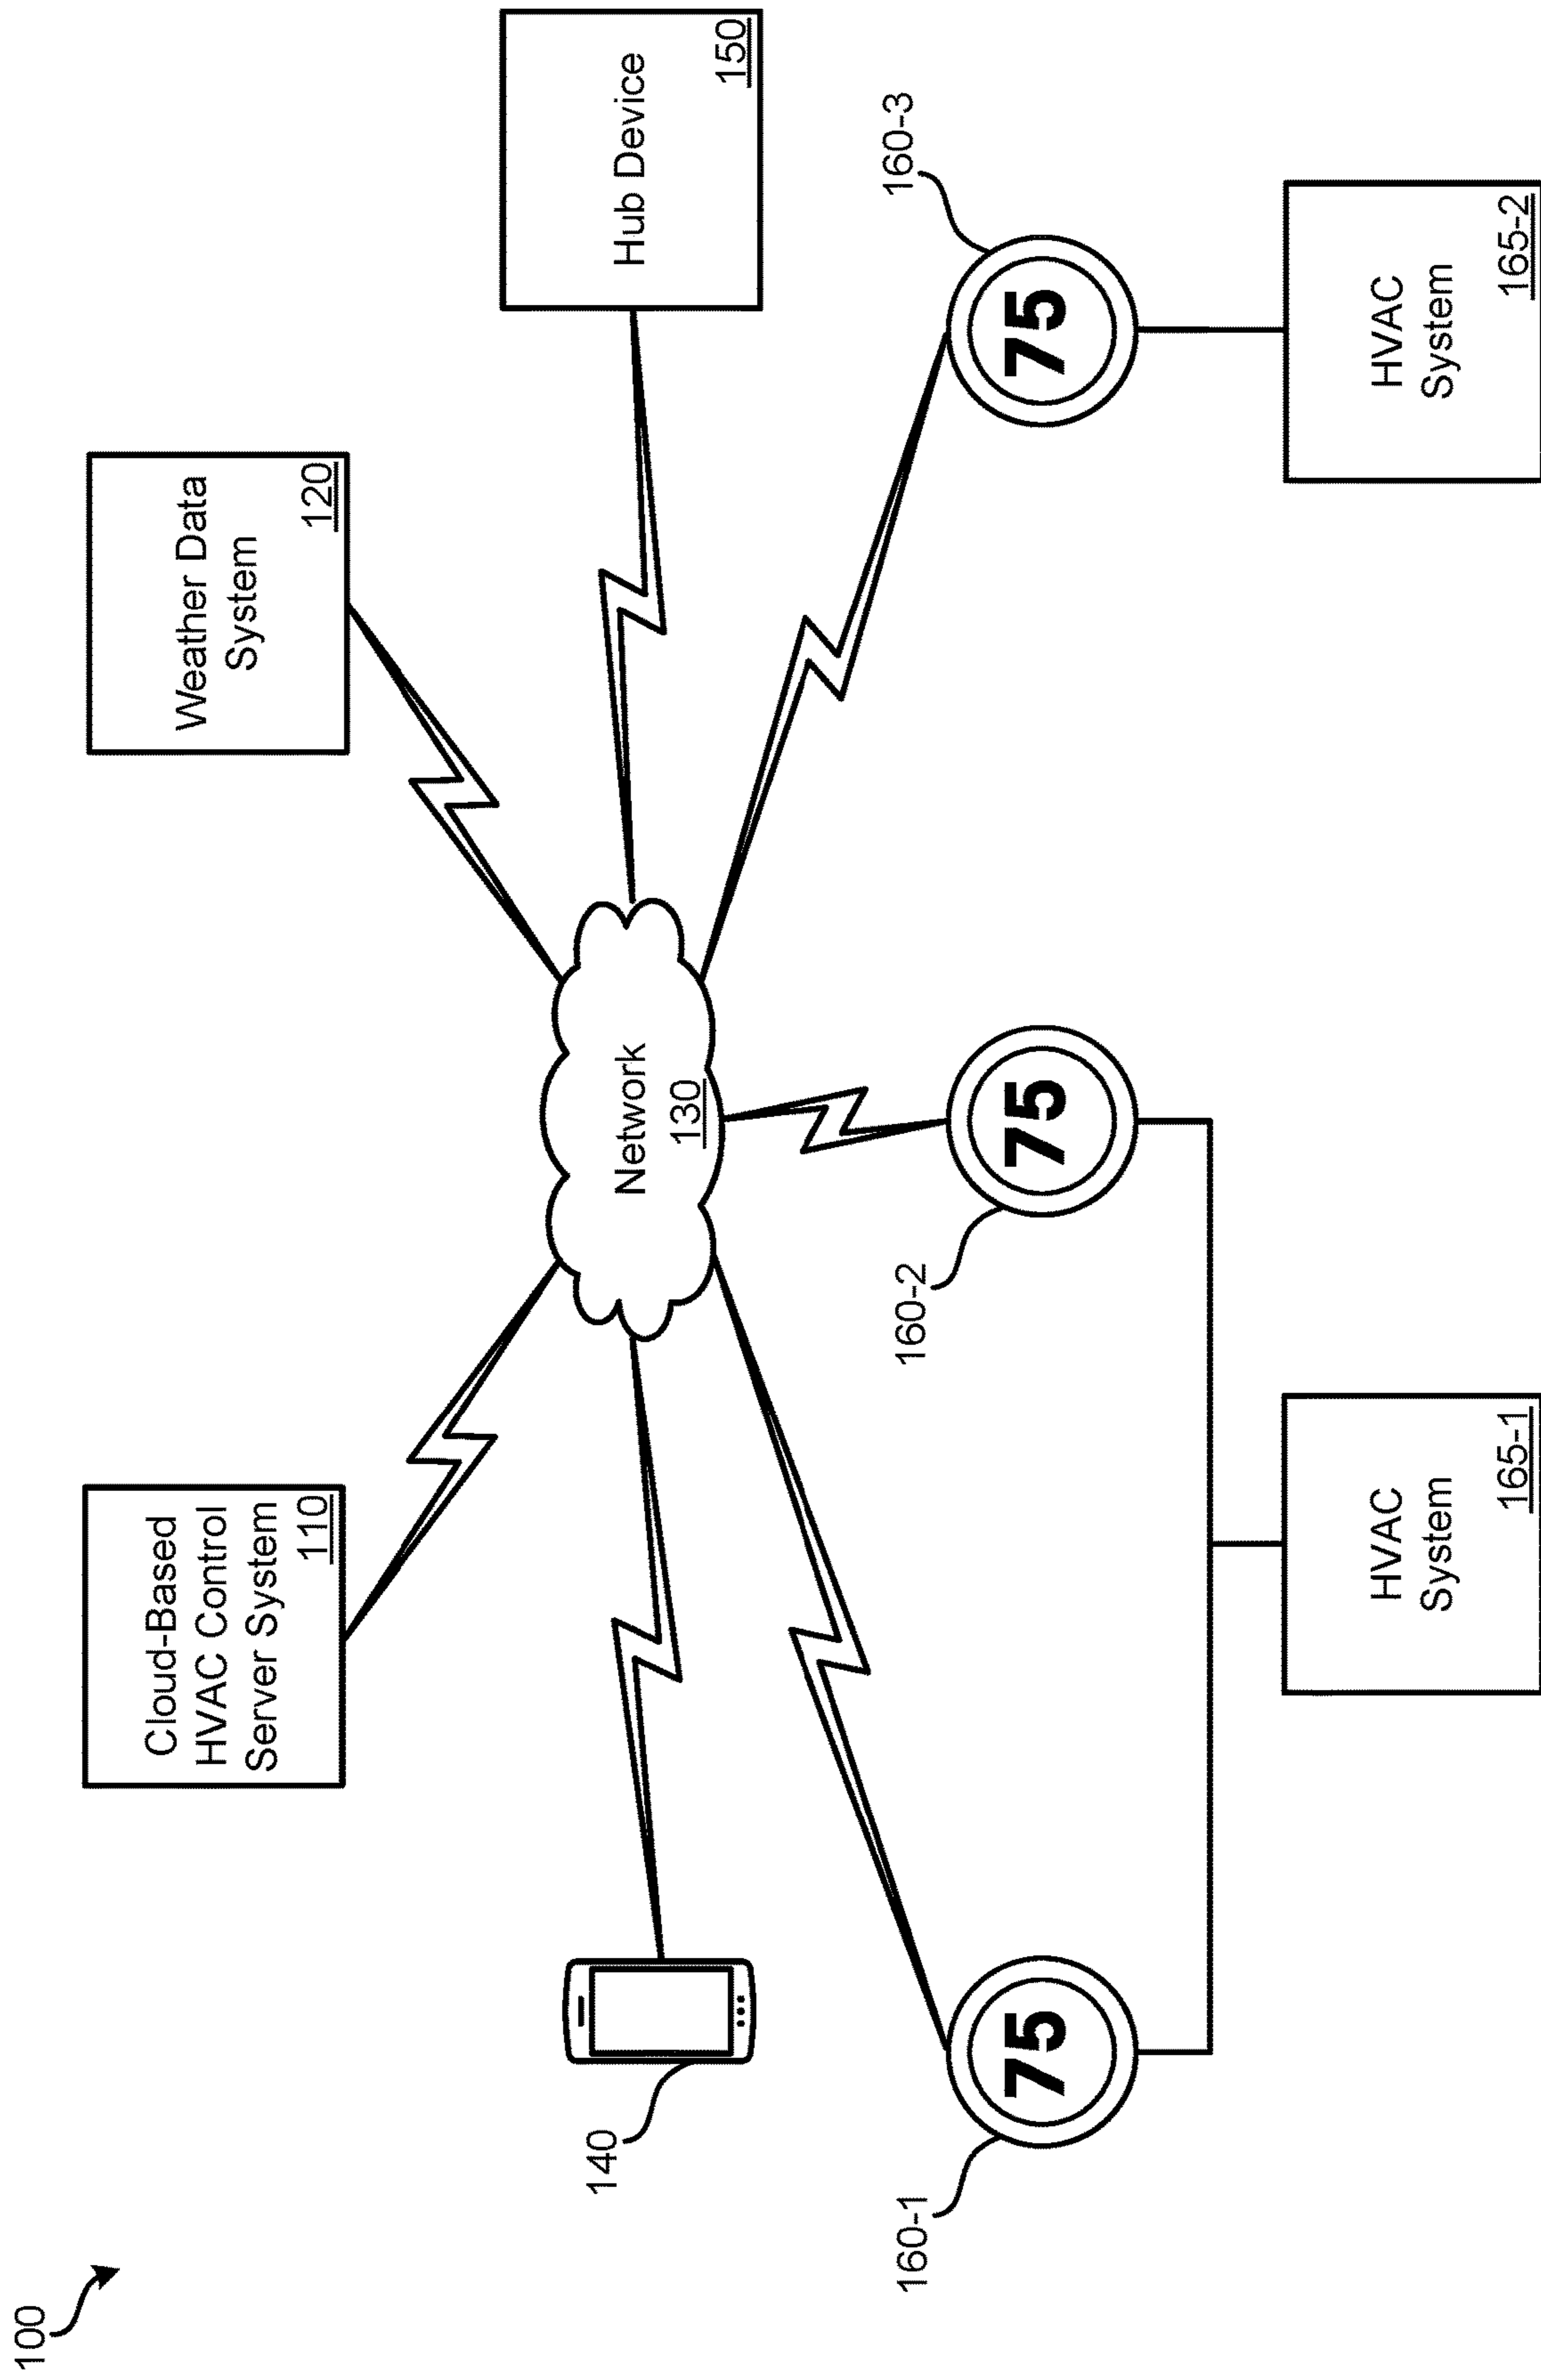 100
Cloud-Based
HVAC Control
Server System
110
Weather Data
System
120
140
Network
130
Hub Device
150
160-1
75
160-2
75
160-3
75
HVAC
System
165-1
HVAC
System
165-2